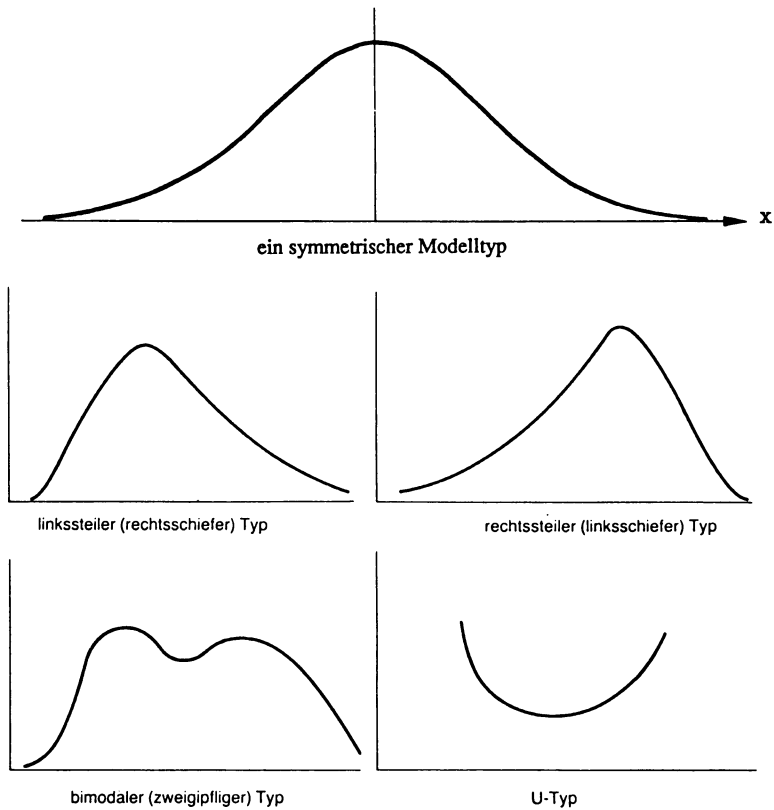 x
ein symmetrischer Modelltyp
linkssteiler (rechtsschiefer) Typ
rechtssteiler (linksschiefer) Typ
bimodaler (zweigipfliger) Typ
U-Typ